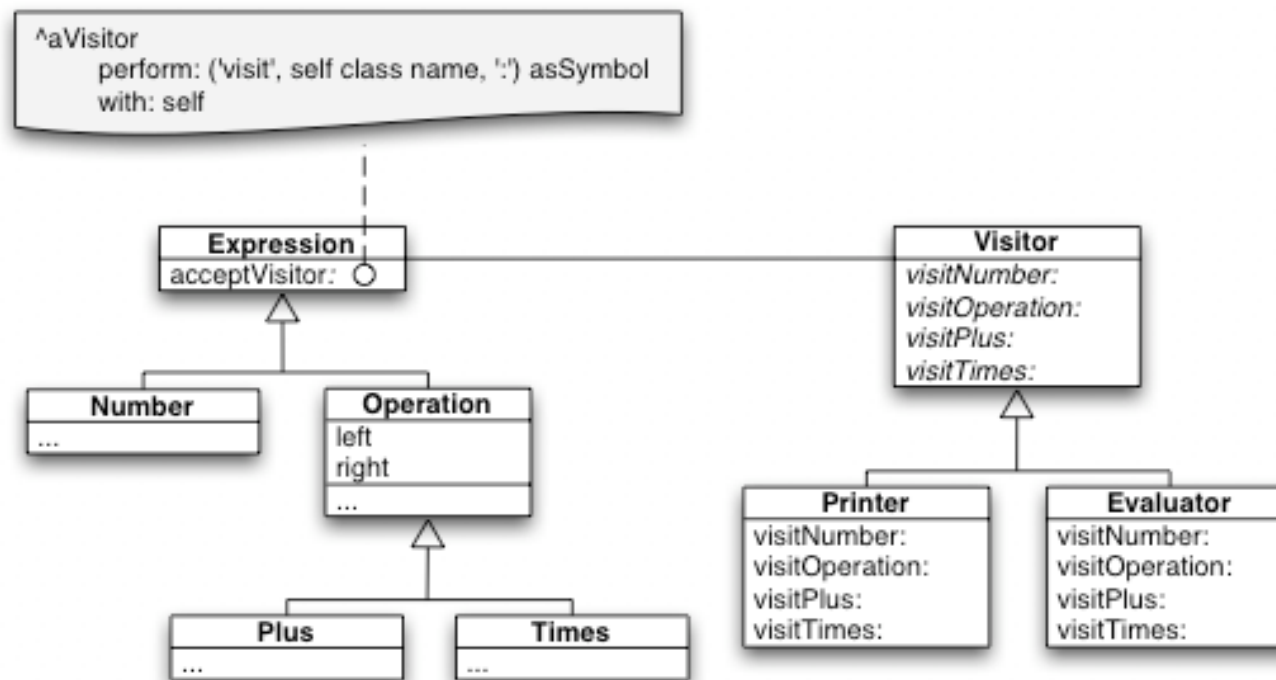 ^aVisitor
perform: ('visit', self class name, ':') asSymbol
with: self
Expression
acceptVisitor:
Visitor
visitNumber:
visitOperation:
visitPlus:
visitTimes:
Number
...
Operation
left
right
...
Printer
visitNumber:
visitOperation:
visitPlus:
visitTimes:
Evaluator
visitNumber:
visitOperation:
visitPlus:
visitTimes:
Plus
...
Times
...